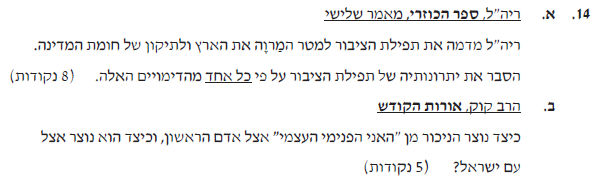 14. א. ריה"ל, ספר הכוזרי, מאמר שלישי
ריה"ל מדמה את תפילת הציבור למטר המַרוֶה את הארץ ולתיקון של חומת המדינה.
הסבר את יתרונותיה של תפילת הציבור על פי כל אחד מהדימויים האלה. (8 נקודות)
ב. הרב קוק, אורות הקודש
כיצד נוצר הניכור מן "האני הפנימי העצמי" אצל אדם הראשון, וכיצד הוא נוצר אצל
עם ישראל? (5 נקודות)